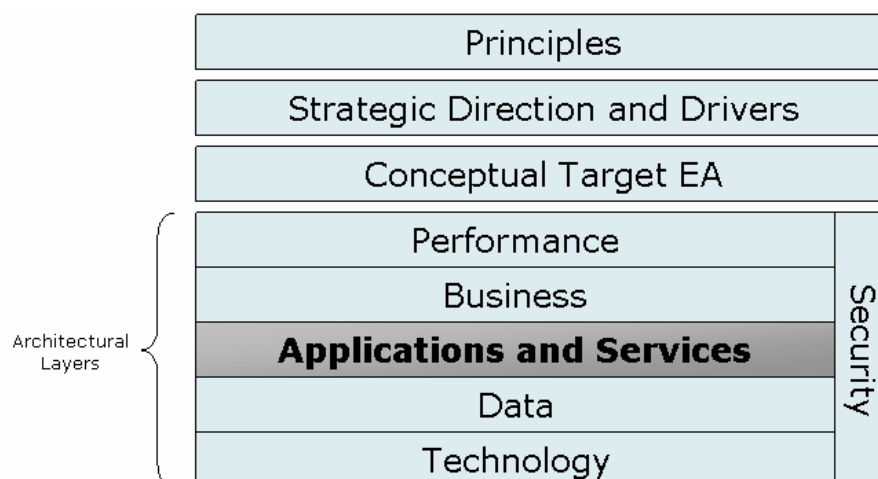 Principles
Strategic Direction and Drivers
Conceptual Target EA
Performance
Business
Architectural
Layers
Applications and Services
Data
Technology
Security